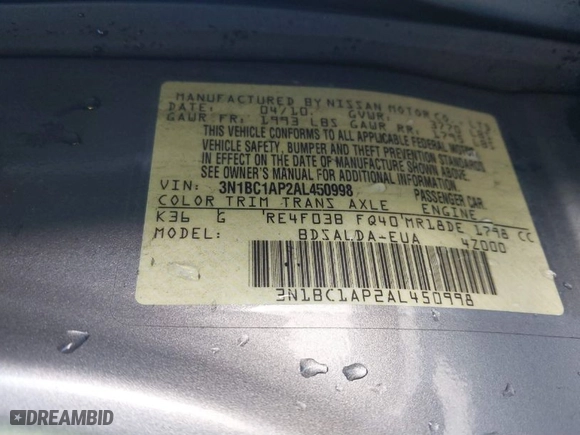 MANUFACTURED BY NISSAN MOTOR CO., LTD
DATE: 04/10 GVWR:
GAWR FR: 1993 LBS GAWR RR: LBS
THIS VEHICLE CONFORMS TO ALL APPLICABLE FEDERAL MOTOR
VEHICLE SAFETY, BUMPER AND THEFT PREVENTION STANDARDS
IN EFFECT ON THE DATE OF MANUFACTURE SHOWN ABOVE
SEE OWNER'S MANUAL FOR ADDITIONAL INFORMATION
VIN: 3N1BC1AP2AL450998 PASSENGER CAR
COLOR TRIM TRANS AXLE ENGINE
K36 G RE4F03B FQ40 MR18DE 1798 CC
BDSALDA-EUA 4Z000
3N1BC1AP2AL450998
DREAMBID